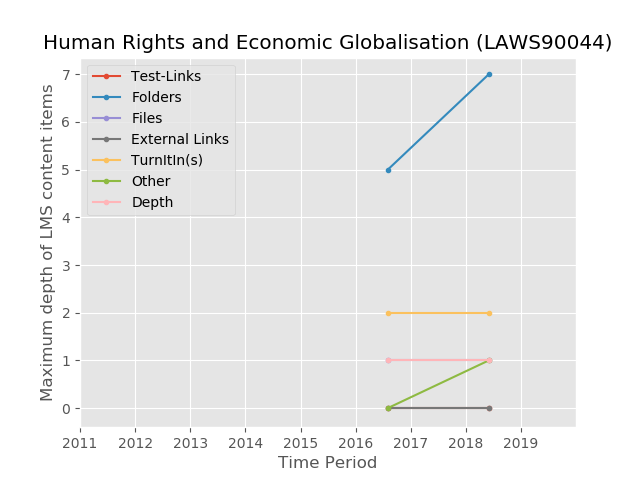 Human Rights and Economic Globalisation (LAWS90044)
7
6
5
4
3
2
1
0
Maximum depth of LMS content items
Test-Links
Folders
Files
External Links
TurnItIn(s)
Other
Depth
2011 2012 2013 2014 2015 2016 2017 2018 2019
Time Period